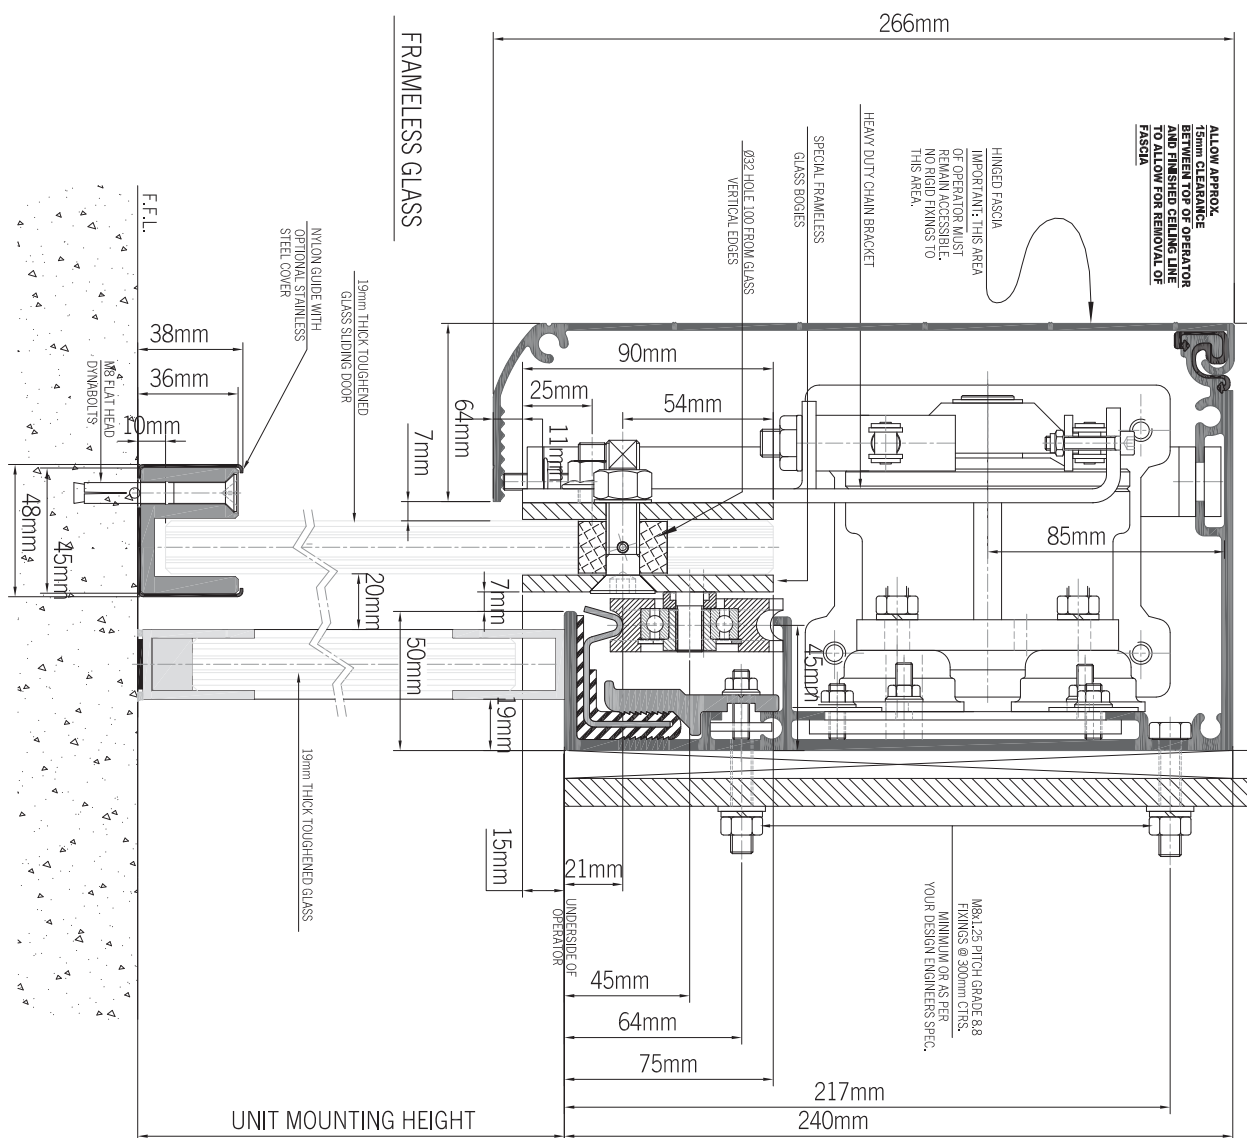 266mm
FRAMELESS GLASS
ALLOW APPROX.
15mm CLEARANCE
BETWEEN TOP OF OPERATOR
AND FINISHED CEILING LINE
TO ALLOW FOR REMOVAL OF
FASCIA
HINGED FASCIA
IMPORTANT: THIS AREA
OF OPERATOR MUST
REMAIN ACCESSIBLE.
NO RIGID FIXINGS TO
THIS AREA.
HEAVY DUTY CHAIN BRACKET
SPECIAL FRAMELESS
GLASS BOGIES
Ø32 HOLE 100 FROM GLASS
VERTICAL EDGES
F.F.L.
NYLON GUIDE WITH
OPTIONAL STAINLESS
STEEL COVER
19mm THICK TOUGHENED
GLASS SLIDING DOOR
38mm
36mm
M8 FLAT HEAD
DYNABOLTS
10mm
48mm
45mm
90mm
25mm
54mm
64mm
7mm
11mm
85mm
20mm
7mm
50mm
45mm
19mm
19mm THICK TOUGHENED GLASS
15mm
21mm
UNDERSIDE OF
OPERATOR
45mm
64mm
75mm
M8x1.25 PITCH GRADE 8.8
FIXINGS @ 300mm CTRS.
MINIMUM OR AS PER
YOUR DESIGN ENGINEERS SPEC.
217mm
240mm
UNIT MOUNTING HEIGHT